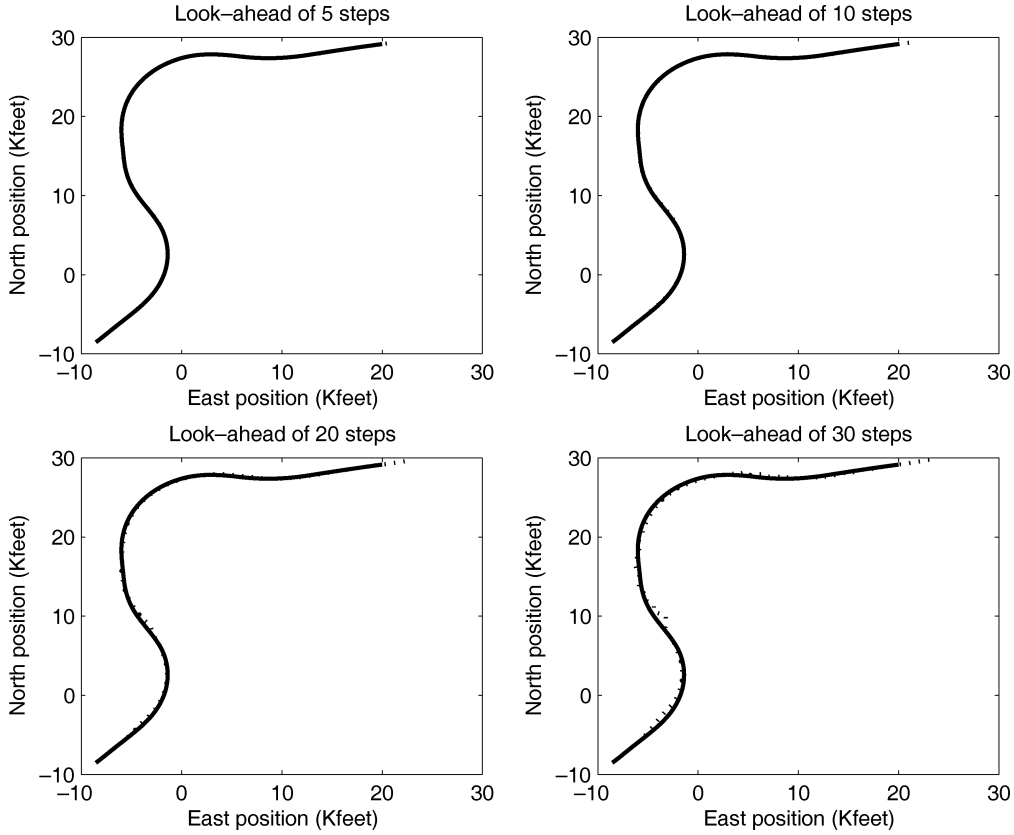 Look–ahead of 5 steps
30
20
10
0
–10
–10 0 10 20 30
North position (Kfeet)
East position (Kfeet)
Look–ahead of 10 steps
30
20
10
0
–10
–10 0 10 20 30
North position (Kfeet)
East position (Kfeet)
Look–ahead of 20 steps
30
20
10
0
–10
–10 0 10 20 30
North position (Kfeet)
East position (Kfeet)
Look–ahead of 30 steps
30
20
10
0
–10
–10 0 10 20 30
North position (Kfeet)
East position (Kfeet)